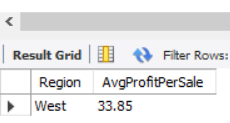 Result Grid Filter Rows:
Region AvgProfitPerSale
West 33.85